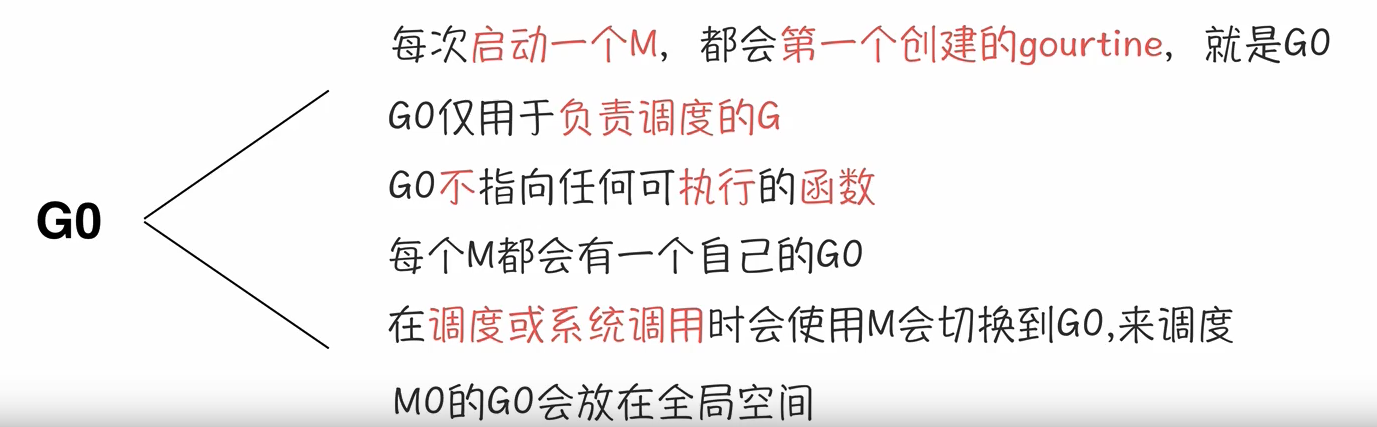 每次启动一个M，都会第一个创建的gourtine，就是G0
G0仅用于负责调度的G
G0不指向任何可执行的函数
G0
每个M都会有一个自己的G0
在调度或系统调用时会使用M会切换到G0,来调度
M0的G0会放在全局空间